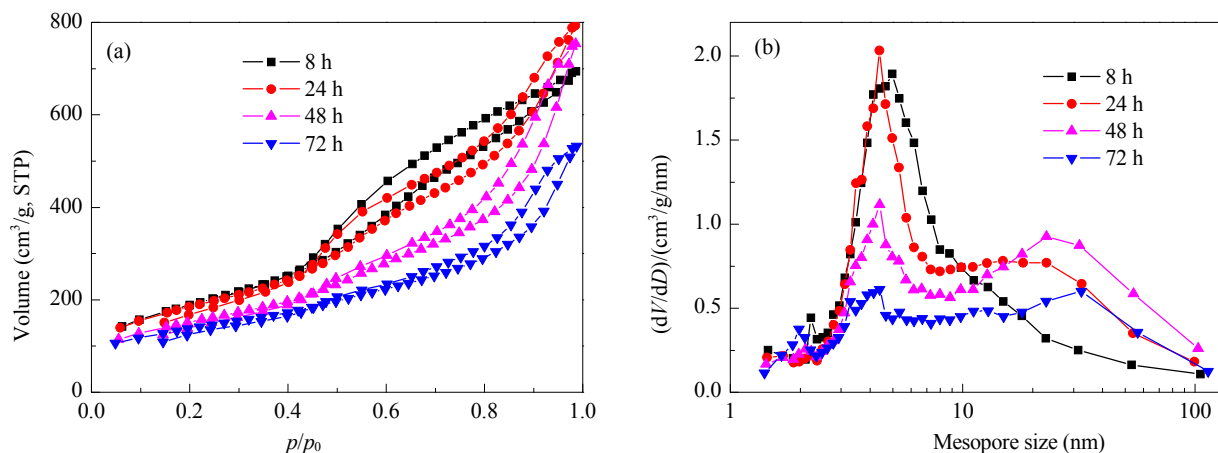 (a)
8 h
24 h
48 h
72 h
800
600
400
200
0
0.0 0.2 0.4 0.6 0.8 1.0
Volume (cm³/g, STP)
p/p₀
(b)
8 h
24 h
48 h
72 h
2.0
1.5
1.0
0.5
0.0
1 10 100
(dV/dD)/(cm³/g/nm)
Mesopore size (nm)